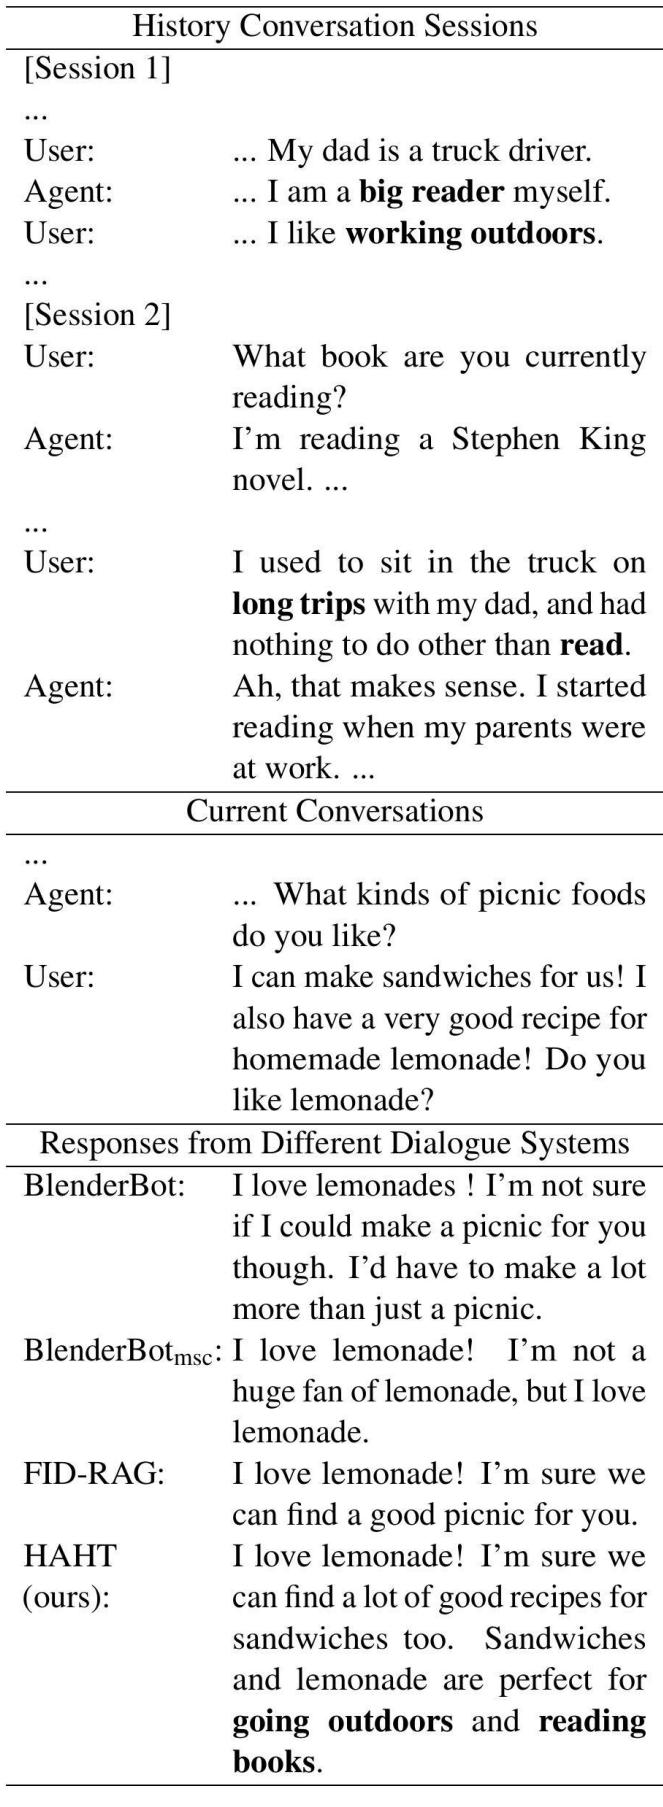 History Conversation Sessions
[Session 1]
...
User: ... My dad is a truck driver.
Agent: ... I am a big reader myself.
User: ... I like working outdoors.
...
[Session 2]
User: What book are you currently
reading?
Agent: I'm reading a Stephen King
novel. ...
...
User: I used to sit in the truck on
long trips with my dad, and had
nothing to do other than read.
Agent: Ah, that makes sense. I started
reading when my parents were
at work. ...
Current Conversations
...
Agent: ... What kinds of picnic foods
do you like?
User: I can make sandwiches for us! I
also have a very good recipe for
homemade lemonade! Do you
like lemonade?
Responses from Different Dialogue Systems
BlenderBot: I love lemonades ! I'm not sure
if I could make a picnic for you
though. I'd have to make a lot
more than just a picnic.
BlenderBotmsc: I love lemonade! I'm not a
huge fan of lemonade, but I love
lemonade.
FID-RAG: I love lemonade! I'm sure we
can find a good picnic for you.
HAHT I love lemonade! I'm sure we
(ours): can find a lot of good recipes for
sandwiches too. Sandwiches
and lemonade are perfect for
going outdoors and reading
books.